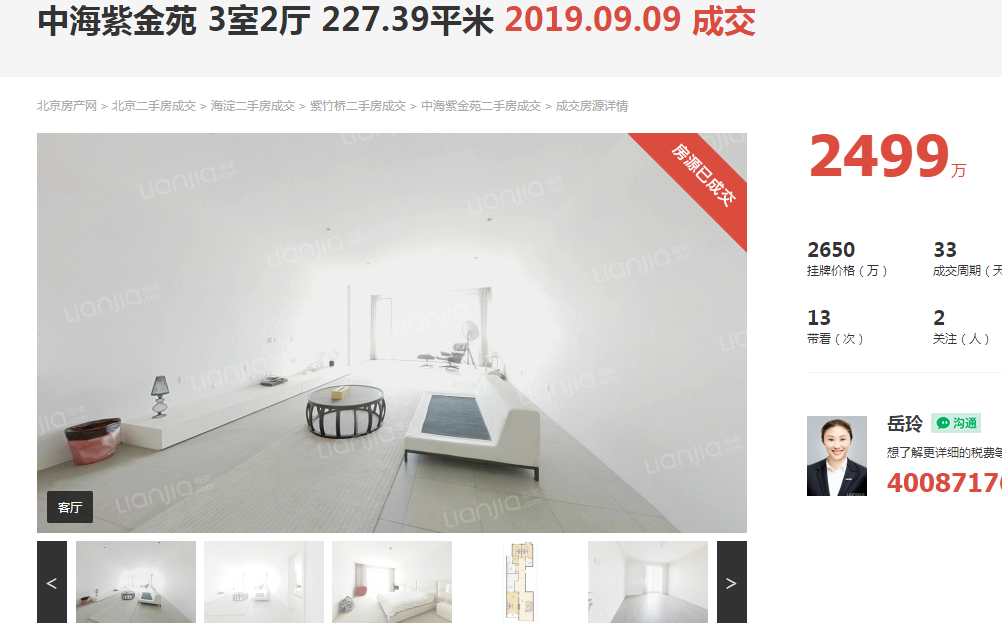 中海紫金苑 3室2厅 227.39平米 2019.09.09 成交
北京房产网 > 北京二手房成交 > 海淀二手房成交 > 紫竹桥二手房成交 > 中海紫金苑二手房成交 > 成交房源详情
房源已成交
2499万
2650 33
挂牌价格（万） 成交周期（天
13 2
带看（次） 关注（人）
岳玲 沟通
想了解更详细的税费等
40087176
客厅
Lianjia
< >